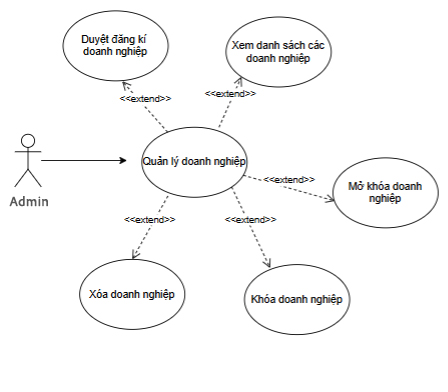 Duyệt đăng kí
doanh nghiệp
Xem danh sách các
doanh nghiệp
<<extend>>
<<extend>>
Quản lý doanh nghiệp
Admin
<<extend>>
Mở khóa doanh
nghiệp
<<extend>>
<<extend>>
Xóa doanh nghiệp
Khóa doanh nghiệp